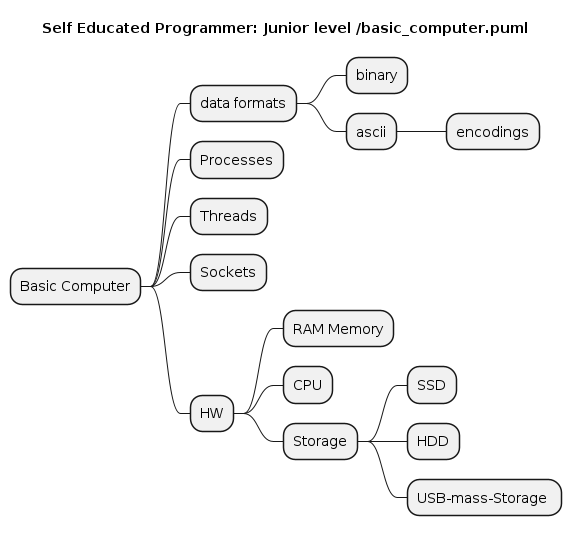 Self Educated Programmer: Junior level /basic_computer.puml
Basic Computer
data formats
binary
ascii
encodings
Processes
Threads
Sockets
HW
RAM Memory
CPU
Storage
SSD
HDD
USB-mass-Storage